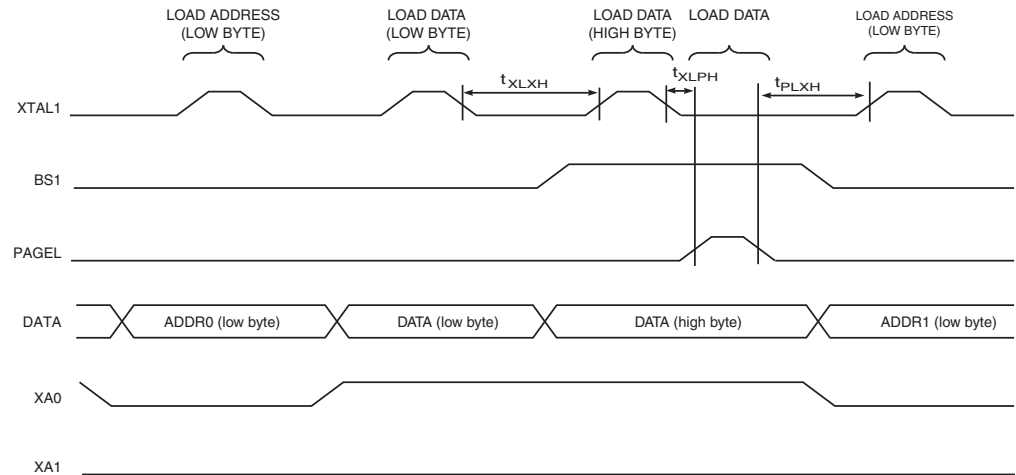 LOAD ADDRESS
(LOW BYTE)
LOAD DATA
(LOW BYTE)
LOAD DATA
(HIGH BYTE)
LOAD DATA
LOAD ADDRESS
(LOW BYTE)
tXLXH
tXLPH
tPLXH
XTAL1
BS1
PAGEL
DATA
ADDR0 (low byte)
DATA (low byte)
DATA (high byte)
ADDR1 (low byte)
XA0
XA1